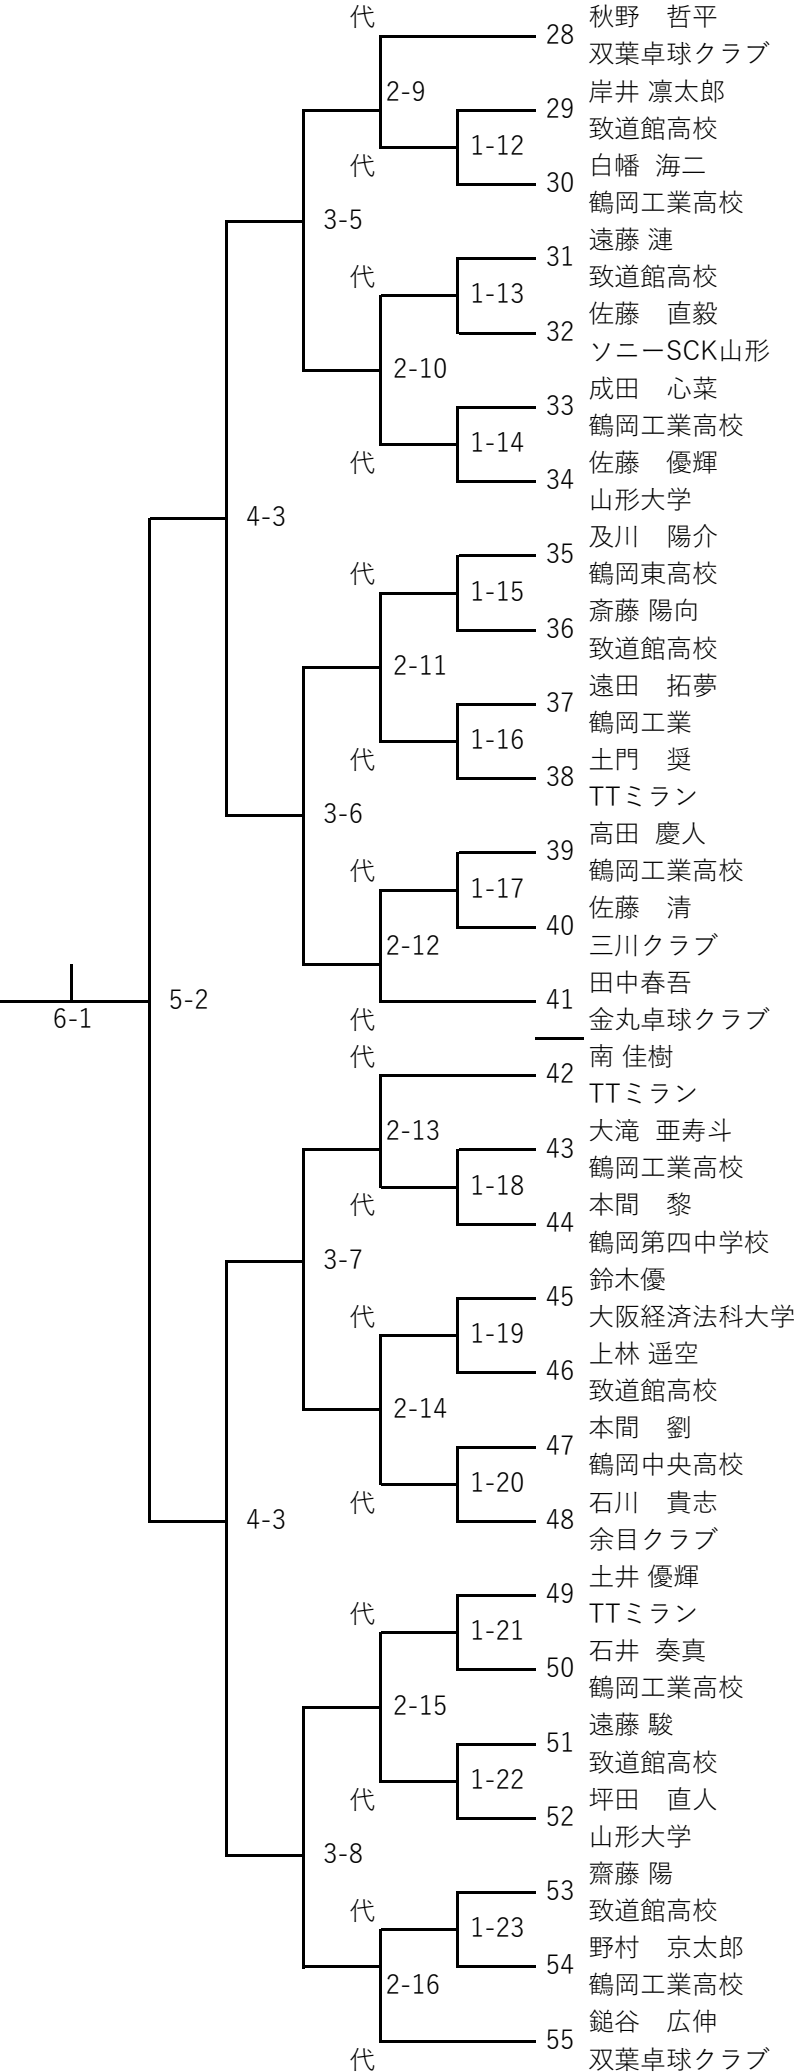 代
秋野　哲平
28
双葉卓球クラブ
2-9
岸井 凛太郎
29
致道館高校
1-12
代
白幡 海二
30
鶴岡工業高校
3-5
遠藤 漣
31
代
致道館高校
1-13
佐藤　直毅
32
ソニーSCK山形
2-10
成田　心菜
33
鶴岡工業高校
1-14
代
佐藤　優輝
34
山形大学
4-3
及川　陽介
35
代
鶴岡東高校
1-15
斎藤 陽向
36
致道館高校
2-11
遠田　拓夢
37
鶴岡工業
1-16
代
土門　奨
38
TTミラン
3-6
高田 慶人
39
代
鶴岡工業高校
1-17
佐藤　清
40
三川クラブ
2-12
田中春吾
41
5-2
6-1
代
金丸卓球クラブ
代
南 佳樹
42
TTミラン
2-13
大滝 亜寿斗
43
鶴岡工業高校
1-18
代
本間　黎
44
鶴岡第四中学校
3-7
鈴木優
45
代
大阪経済法科大学
1-19
上林 遥空
46
致道館高校
2-14
本間　劉
47
鶴岡中央高校
1-20
代
石川　貴志
48
4-3
余目クラブ
土井 優輝
49
代
TTミラン
1-21
石井 奏真
50
鶴岡工業高校
2-15
遠藤 駿
51
致道館高校
1-22
代
坪田　直人
52
山形大学
3-8
齋藤 陽
53
代
致道館高校
1-23
野村　京太郎
54
鶴岡工業高校
2-16
鎚谷　広伸
55
代
双葉卓球クラブ